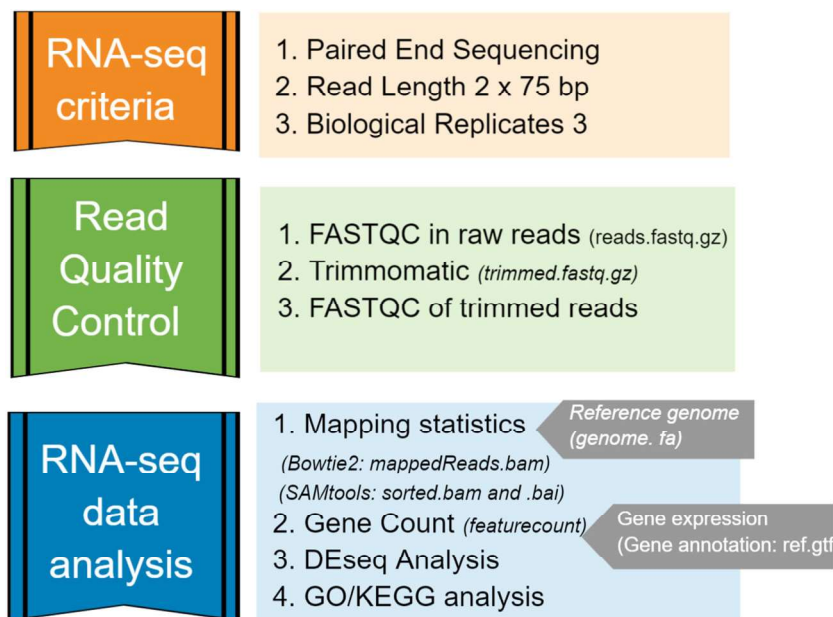 RNA-seq
criteria
1. Paired End Sequencing
2. Read Length 2 x 75 bp
3. Biological Replicates 3
Read
Quality
Control
1. FASTQC in raw reads (reads.fastq.gz)
2. Trimmomatic (trimmed.fastq.gz)
3. FASTQC of trimmed reads
RNA-seq
data
analysis
1. Mapping statistics
Reference genome
(genome. fa)
(Bowtie2: mappedReads.bam)
(SAMtools: sorted.bam and .bai)
2. Gene Count (featurecount)
Gene expression
(Gene annotation: ref.gtf
3. DEseq Analysis
4. GO/KEGG analysis